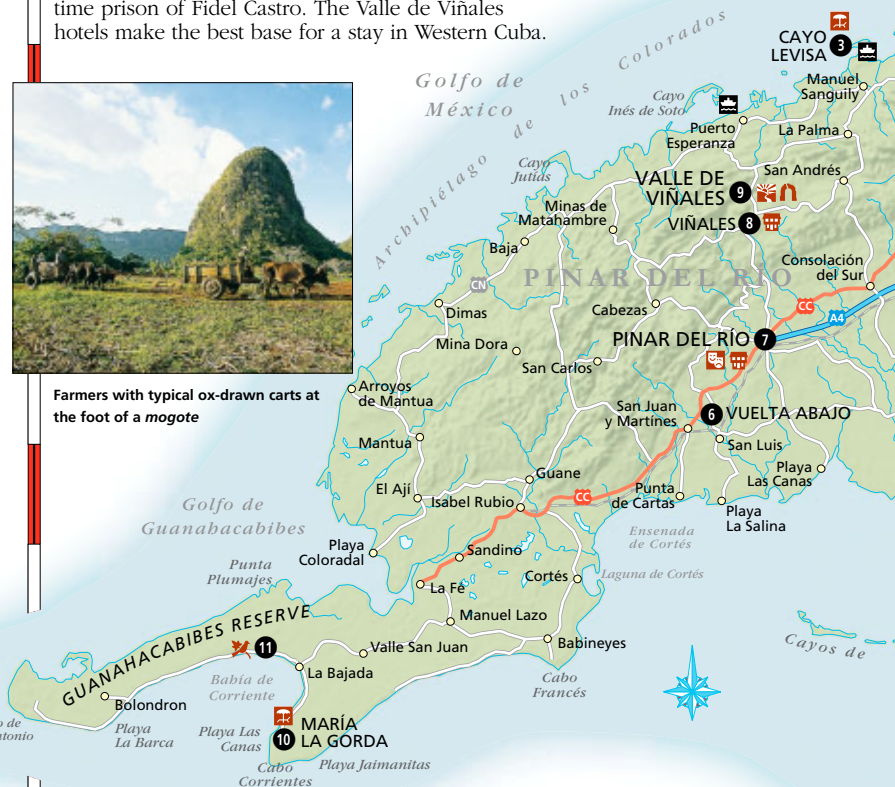 time prison of Fidel Castro. The Valle de Viñales
hotels make the best base for a stay in Western Cuba.
Farmers with typical ox-drawn carts at
the foot of a mogote
Golfo de
México
Archipiélago de los Colorados
CAYO
LEVISA
3
Manuel
Sanguily
Cayo
Inés de Soto
Puerto
Esperanza
La Palma
Cayo
Jutías
San Andrés
VALLE DE
VIÑALES
9
Minas de
Matahambre
VIÑALES
8
Baja
Consolación
del Sur
CN
PINAR DEL RÍO
CC
Dimas
Cabezas
A4
Mina Dora
PINAR DEL RÍO
7
San Carlos
Arroyos
de Mantua
San Juan
y Martínes
6
VUELTA ABAJO
Mantua
San Luis
Guane
Playa
Las Canas
El Ají
Isabel Rubio
CC
Punta
de Cartas
Playa
La Salina
Golfo de
Guanahacabibes
Ensenada
de Cortés
Playa
Coloradal
Sandino
Punta
Plumajes
La Fé
Cortés
Laguna de Cortés
Manuel Lazo
GUANAHACABIBES RESERVE
11
Valle San Juan
Babineyes
Cayos de
La Bajada
Bahía de
Corriente
Cabo
Francés
Bolondron
Playa
La Barca
Playa Las
Canas
10
MARÍA
LA GORDA
Playa Jaimanitas
Cabo
Corrientes